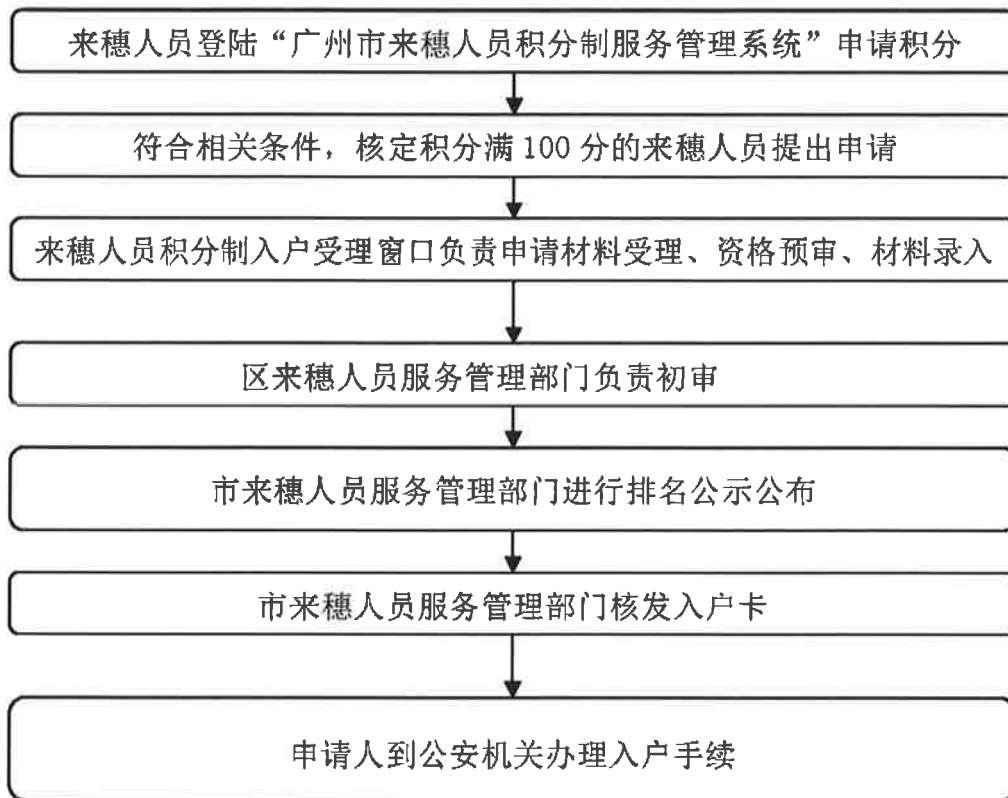 来穗人员登陆“广州市来穗人员积分制服务管理系统”申请积分
符合相关条件，核定积分满100分的来穗人员提出申请
来穗人员积分制入户受理窗口负责申请材料受理、资格预审、材料录入
区来穗人员服务管理部门负责初审
市来穗人员服务管理部门进行排名公示公布
市来穗人员服务管理部门核发入户卡
申请人到公安机关办理入户手续